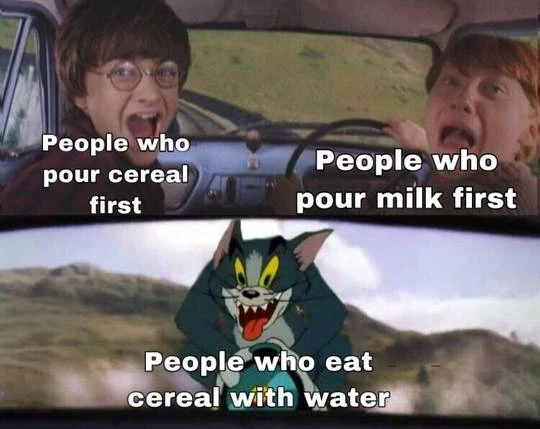 People who
pour cereal
first
People who
pour milk first
People who eat
cereal with water